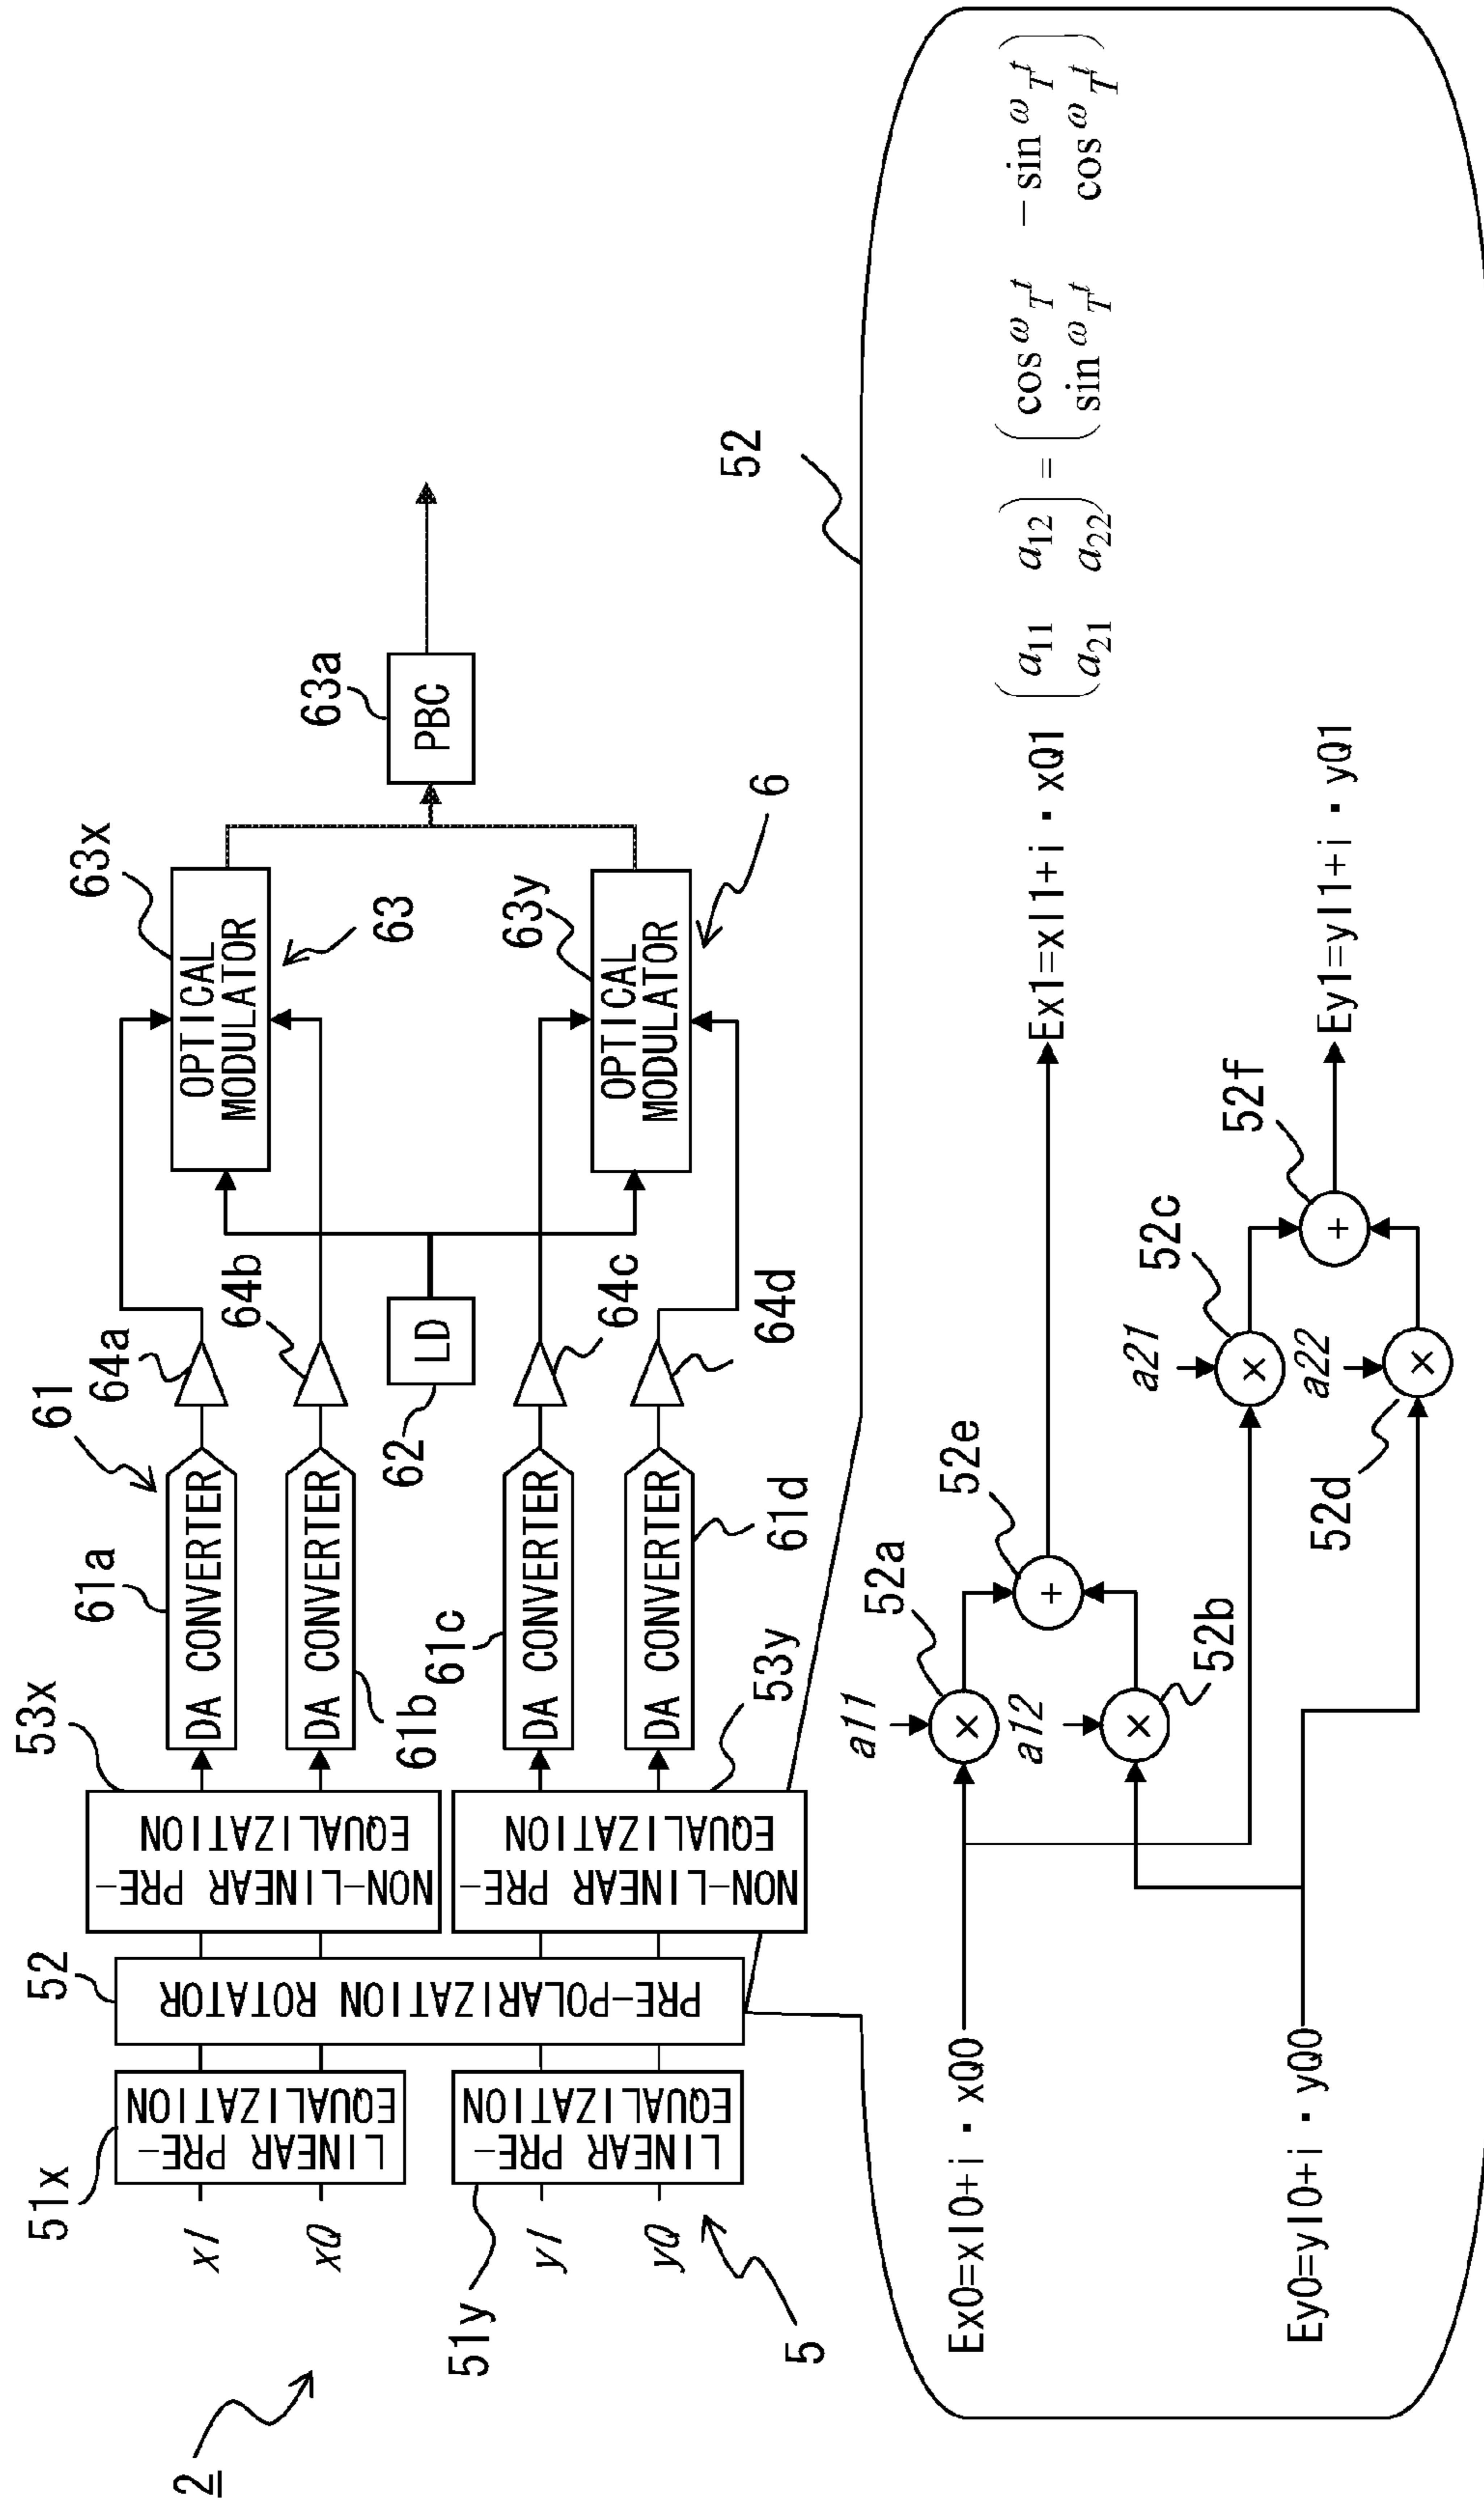 2
51x
xI
xQ
LINEAR PRE-
EQUALIZATION
51y
yI
yQ
LINEAR PRE-
EQUALIZATION
5
52
PRE-POLARIZATION ROTATOR
53x
NON-LINEAR PRE-
EQUALIZATION
NON-LINEAR PRE-
EQUALIZATION
53y
61
61a
DA CONVERTER
DA CONVERTER
61b
61c
DA CONVERTER
DA CONVERTER
61d
64a
64b
62
LD
64c
64d
63x
OPTICAL
MODULATOR
63
63y
OPTICAL
MODULATOR
6
63a
PBC
52
Ex0=xI0+i・xQ0
Ey0=yI0+i・yQ0
a11
52a
×
a12
×
52b
52e
+
a21
52c
×
a22
×
52d
52f
+
Ex1=xI1+i・xQ1
Ey1=yI1+i・yQ1
(a11 a12) = (cos ωT t −sin ωT t)
(a21 a22) (sin ωT t cos ωT t)